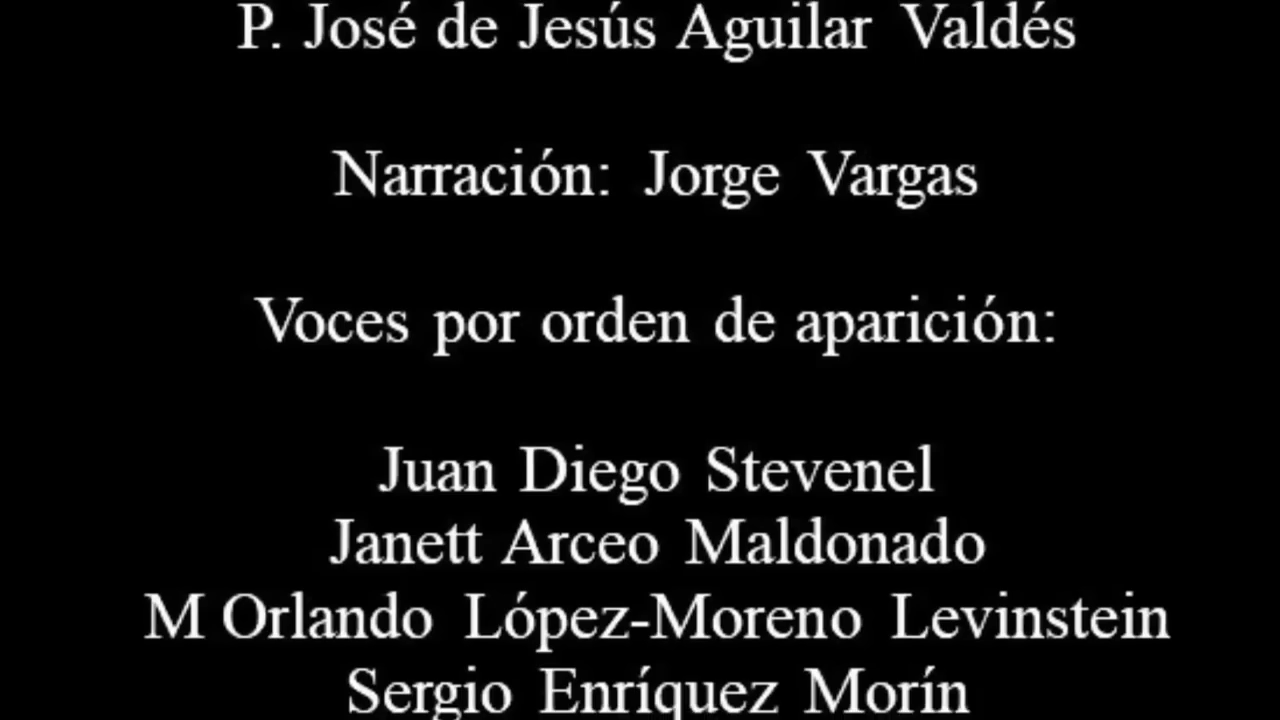 P. José de Jesús Aguilar Valdés
Narración: Jorge Vargas
Voces por orden de aparición:
Juan Diego Stevenel
Janett Arceo Maldonado
M Orlando López-Moreno Levinstein
Sergio Enríquez Morín